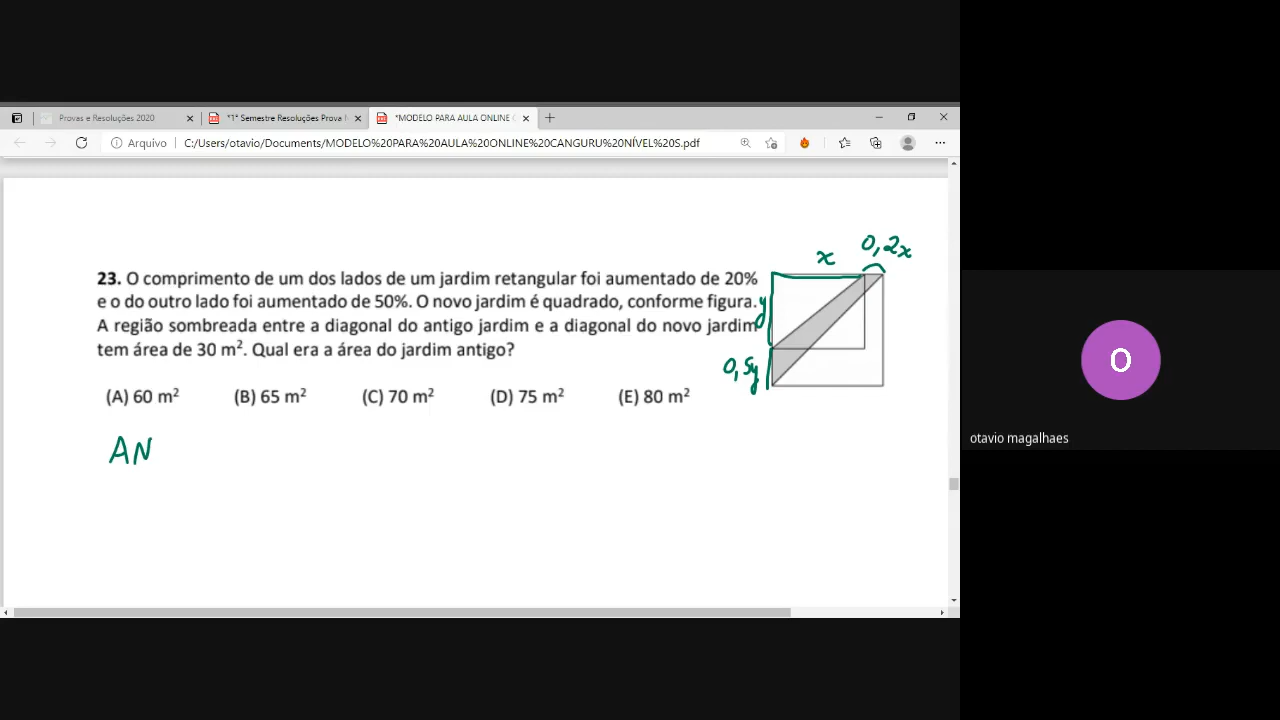 Provas e Resoluções 2020
*1° Semestre Resoluções Prova
*MODELO PARA AULA ONLINE
Arquivo
C:/Users/otavio/Documents/MODELO%20PARA%20AULA%20ONLINE%20CANGURU%20NÍVEL%20S.pdf
x
0,2x
23. O comprimento de um dos lados de um jardim retangular foi aumentado de 20%
e o do outro lado foi aumentado de 50%. O novo jardim é quadrado, conforme figura.
y
A região sombreada entre a diagonal do antigo jardim e a diagonal do novo jardim
tem área de 30 m². Qual era a área do jardim antigo?
0,5y
(A) 60 m² (B) 65 m² (C) 70 m² (D) 75 m² (E) 80 m²
AN
O
otavio magalhaes